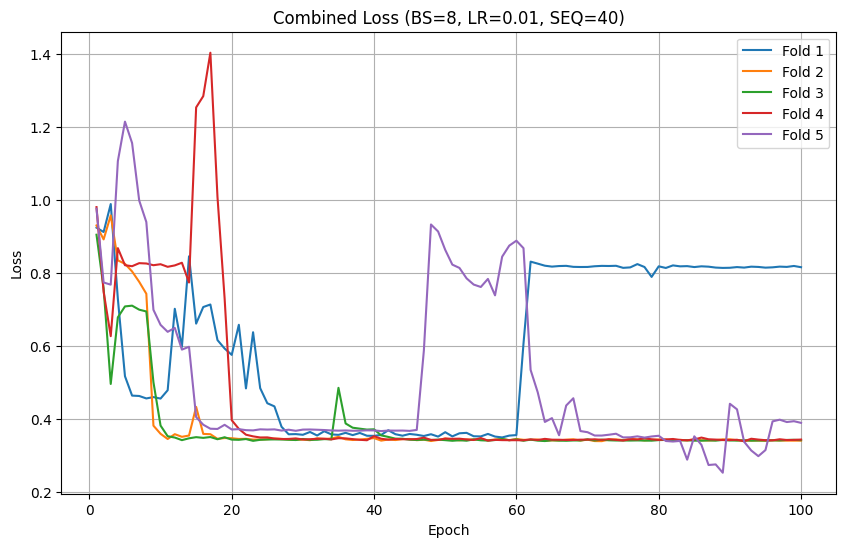 Combined Loss (BS=8, LR=0.01, SEQ=40)
1.4
1.2
1.0
0.8
0.6
0.4
0.2
Loss
Fold 1
Fold 2
Fold 3
Fold 4
Fold 5
0 20 40 60 80 100
Epoch